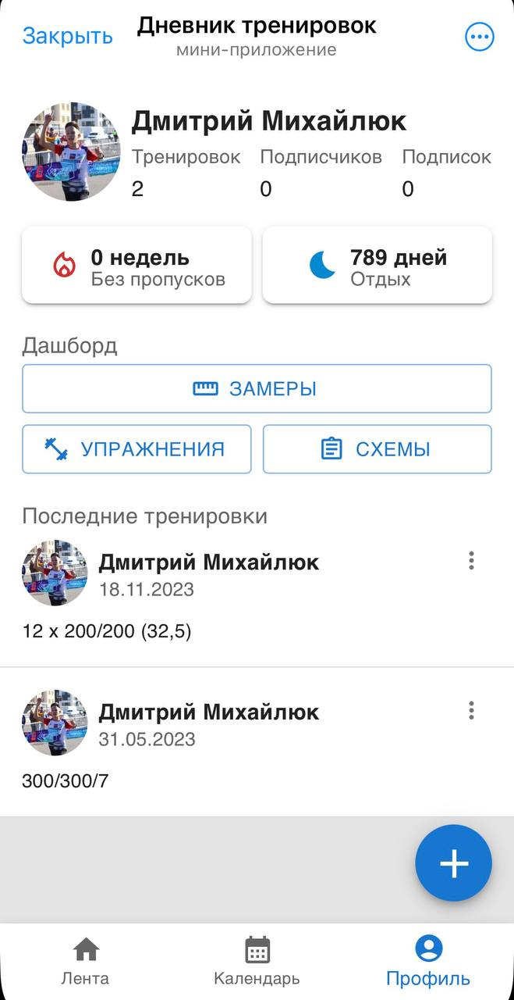 Закрыть
Дневник тренировок
мини-приложение
Дмитрий Михайлюк
Тренировок Подписчиков Подписок
2 0 0
0 недель
Без пропусков
789 дней
Отдых
Дашборд
ЗАМЕРЫ
УПРАЖНЕНИЯ
СХЕМЫ
Последние тренировки
Дмитрий Михайлюк
18.11.2023
12 x 200/200 (32,5)
Дмитрий Михайлюк
31.05.2023
300/300/7
Лента Календарь Профиль